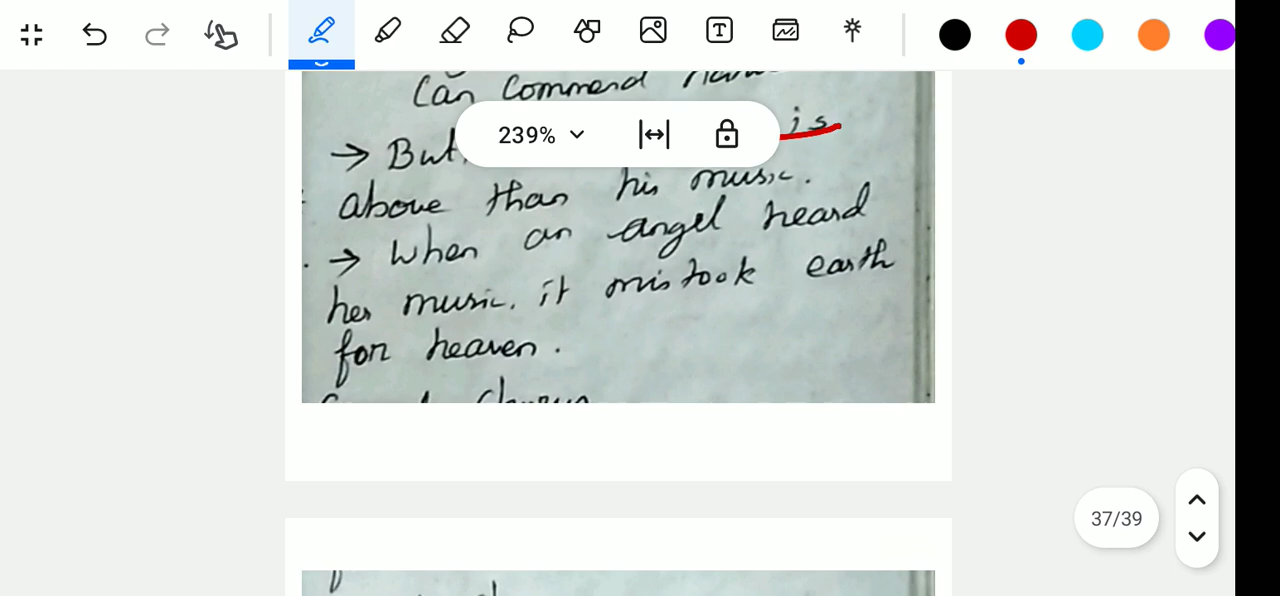 Can Commend
239%
→ But is
above than his music.
→ when an angel heard
her music. it mistook earth
for heaven.
37/39